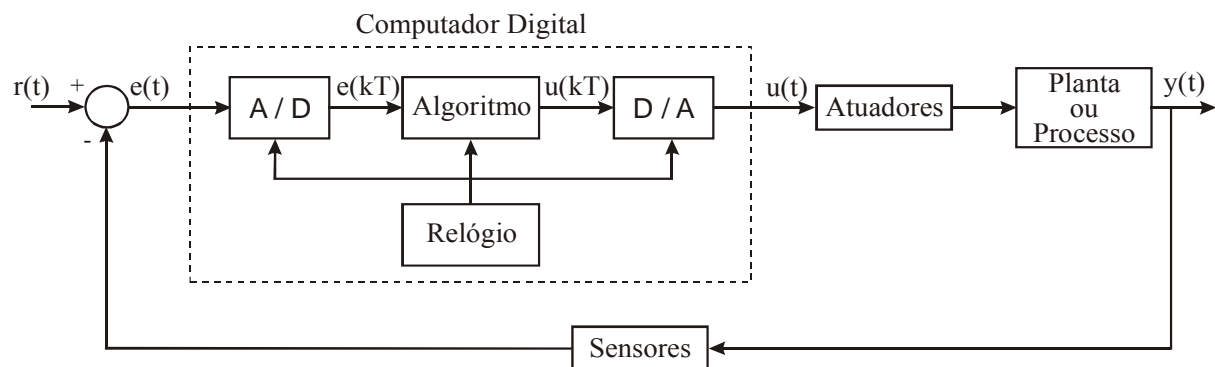 Computador Digital
r(t)
+
-
e(t)
A / D
e(kT)
Algoritmo
u(kT)
D / A
u(t)
Atuadores
Planta
ou
Processo
y(t)
Relógio
Sensores